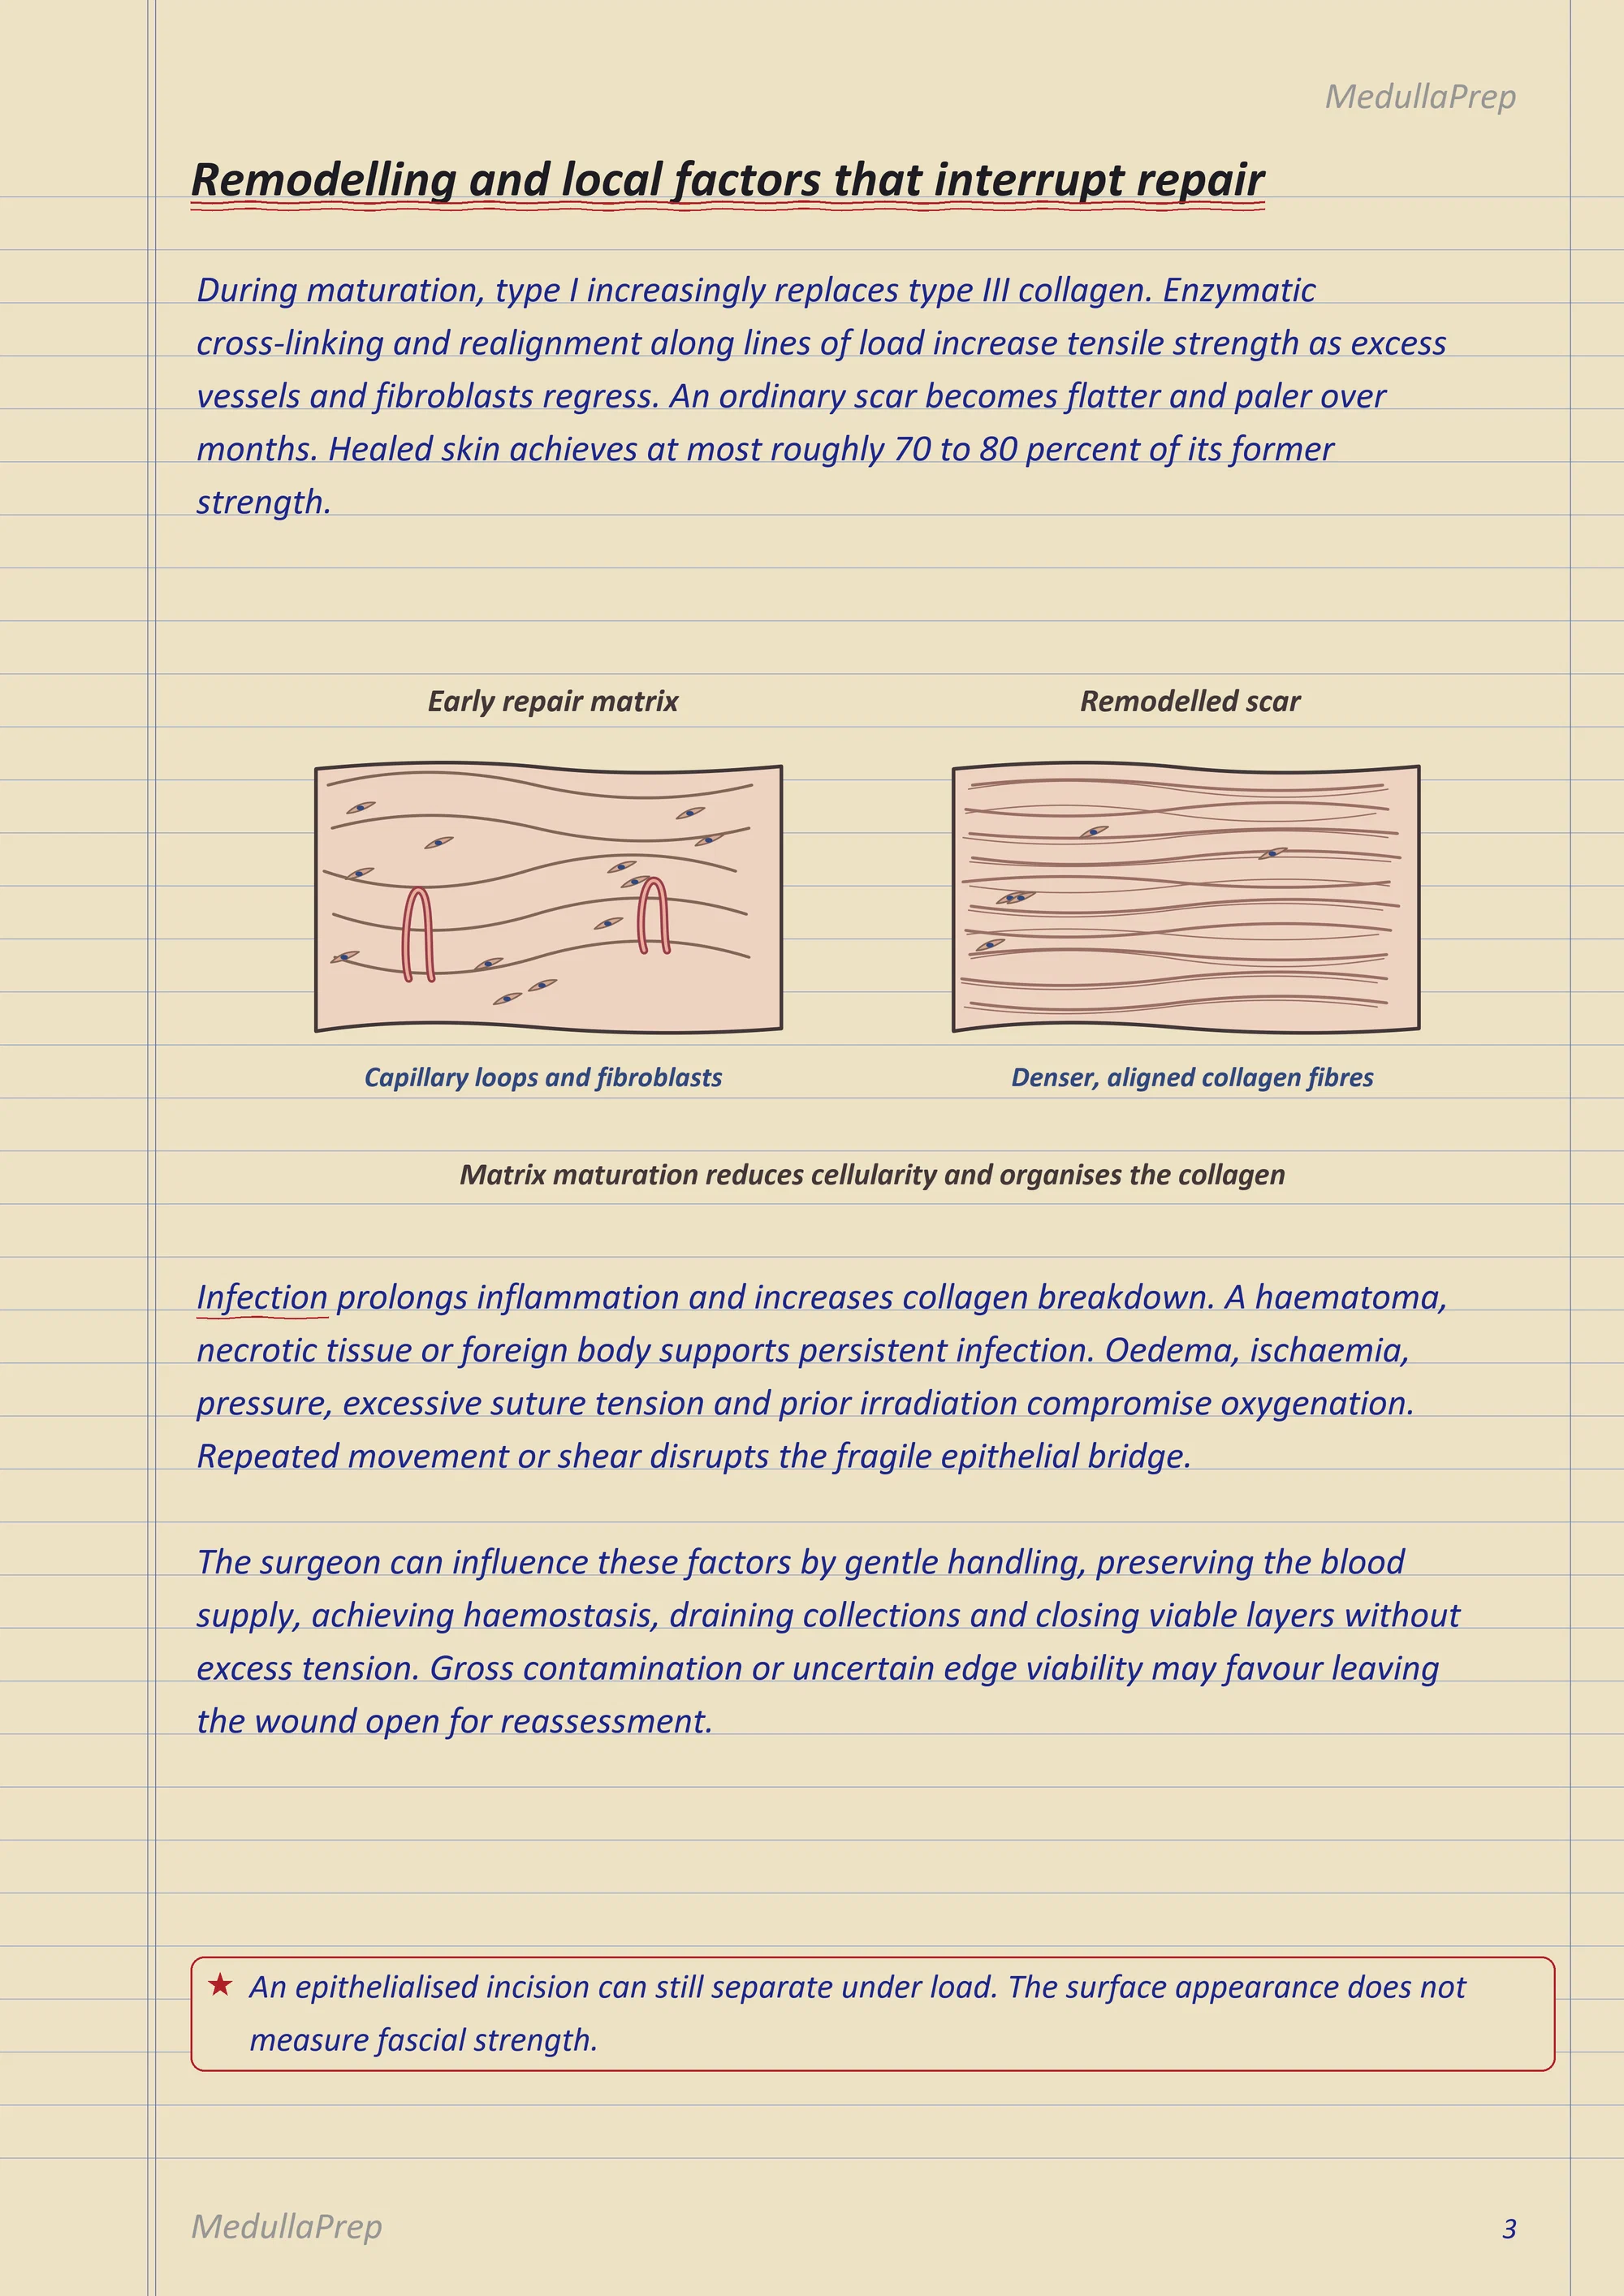 MedullaPrep
Remodelling and local factors that interrupt repair
During maturation, type I increasingly replaces type III collagen. Enzymatic
cross-linking and realignment along lines of load increase tensile strength as excess
vessels and fibroblasts regress. An ordinary scar becomes flatter and paler over
months. Healed skin achieves at most roughly 70 to 80 percent of its former
strength.
Early repair matrix
Remodelled scar
Capillary loops and fibroblasts
Denser, aligned collagen fibres
Matrix maturation reduces cellularity and organises the collagen
Infection prolongs inflammation and increases collagen breakdown. A haematoma,
necrotic tissue or foreign body supports persistent infection. Oedema, ischaemia,
pressure, excessive suture tension and prior irradiation compromise oxygenation.
Repeated movement or shear disrupts the fragile epithelial bridge.
The surgeon can influence these factors by gentle handling, preserving the blood
supply, achieving haemostasis, draining collections and closing viable layers without
excess tension. Gross contamination or uncertain edge viability may favour leaving
the wound open for reassessment.
★ An epithelialised incision can still separate under load. The surface appearance does not
measure fascial strength.
MedullaPrep
3